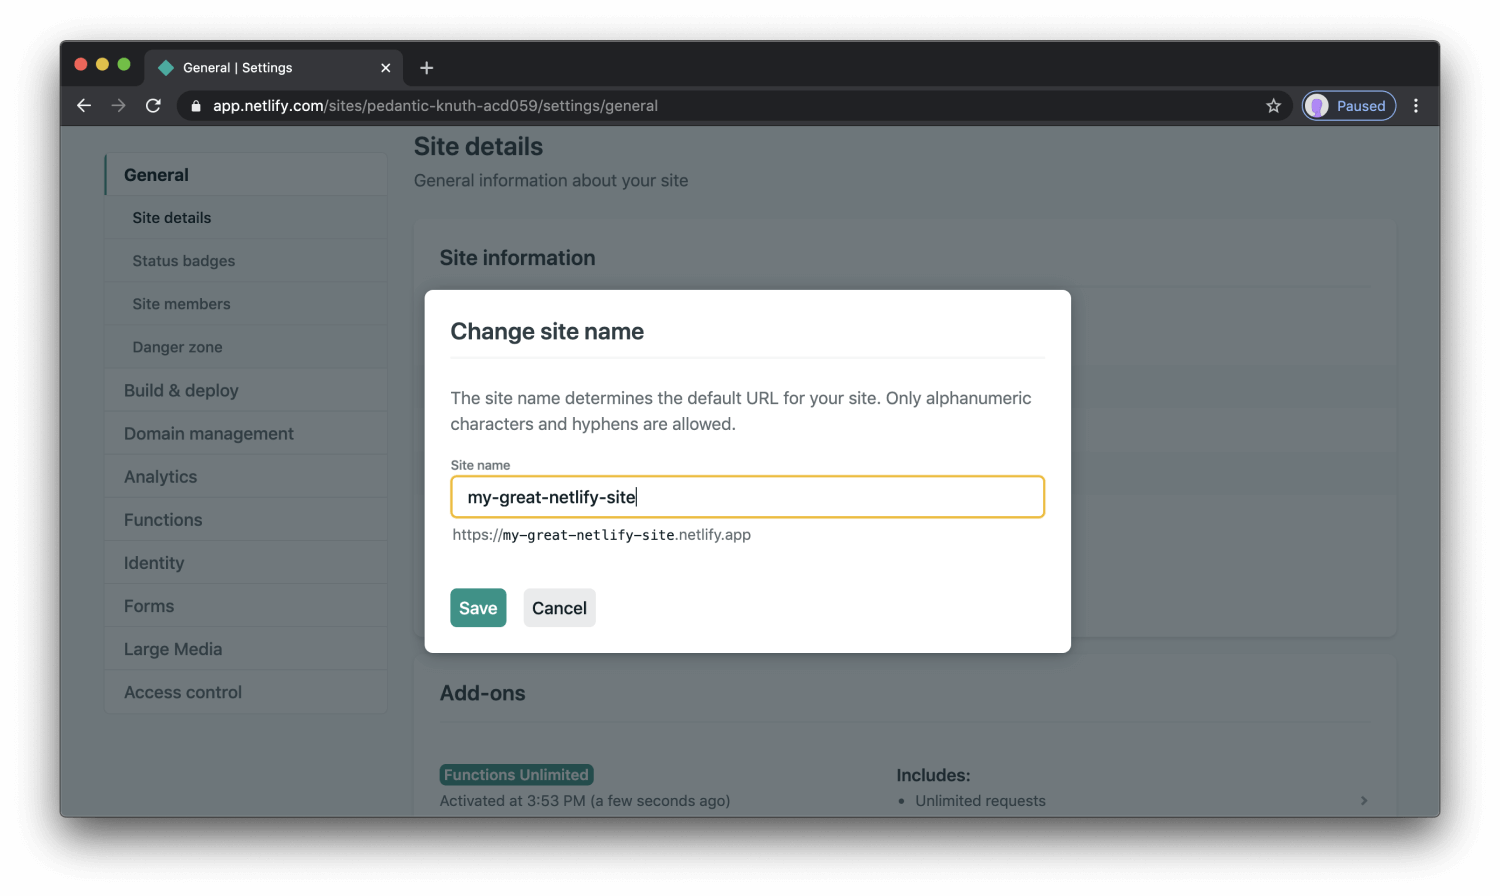 General | Settings
app.netlify.com/sites/pedantic-knuth-acd059/settings/general
Paused
General
Site details
Status badges
Site members
Danger zone
Build & deploy
Domain management
Analytics
Functions
Identity
Forms
Large Media
Access control
Site details
General information about your site
Site information
Change site name
The site name determines the default URL for your site. Only alphanumeric
characters and hyphens are allowed.
Site name
my-great-netlify-site
https://my-great-netlify-site.netlify.app
Save Cancel
Add-ons
Functions Unlimited
Activated at 3:53 PM (a few seconds ago)
Includes:
• Unlimited requests